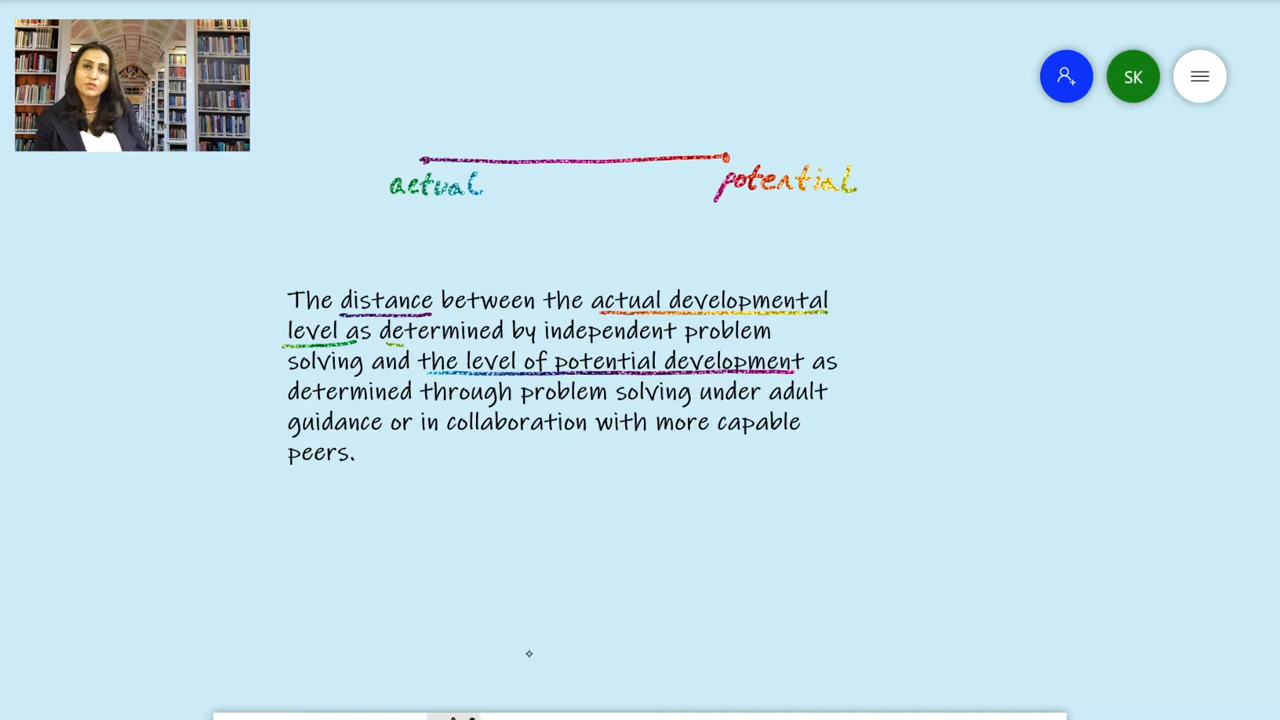 SK
actual
potential
The distance between the actual developmental
level as determined by independent problem
solving and the level of potential development as
determined through problem solving under adult
guidance or in collaboration with more capable
peers.